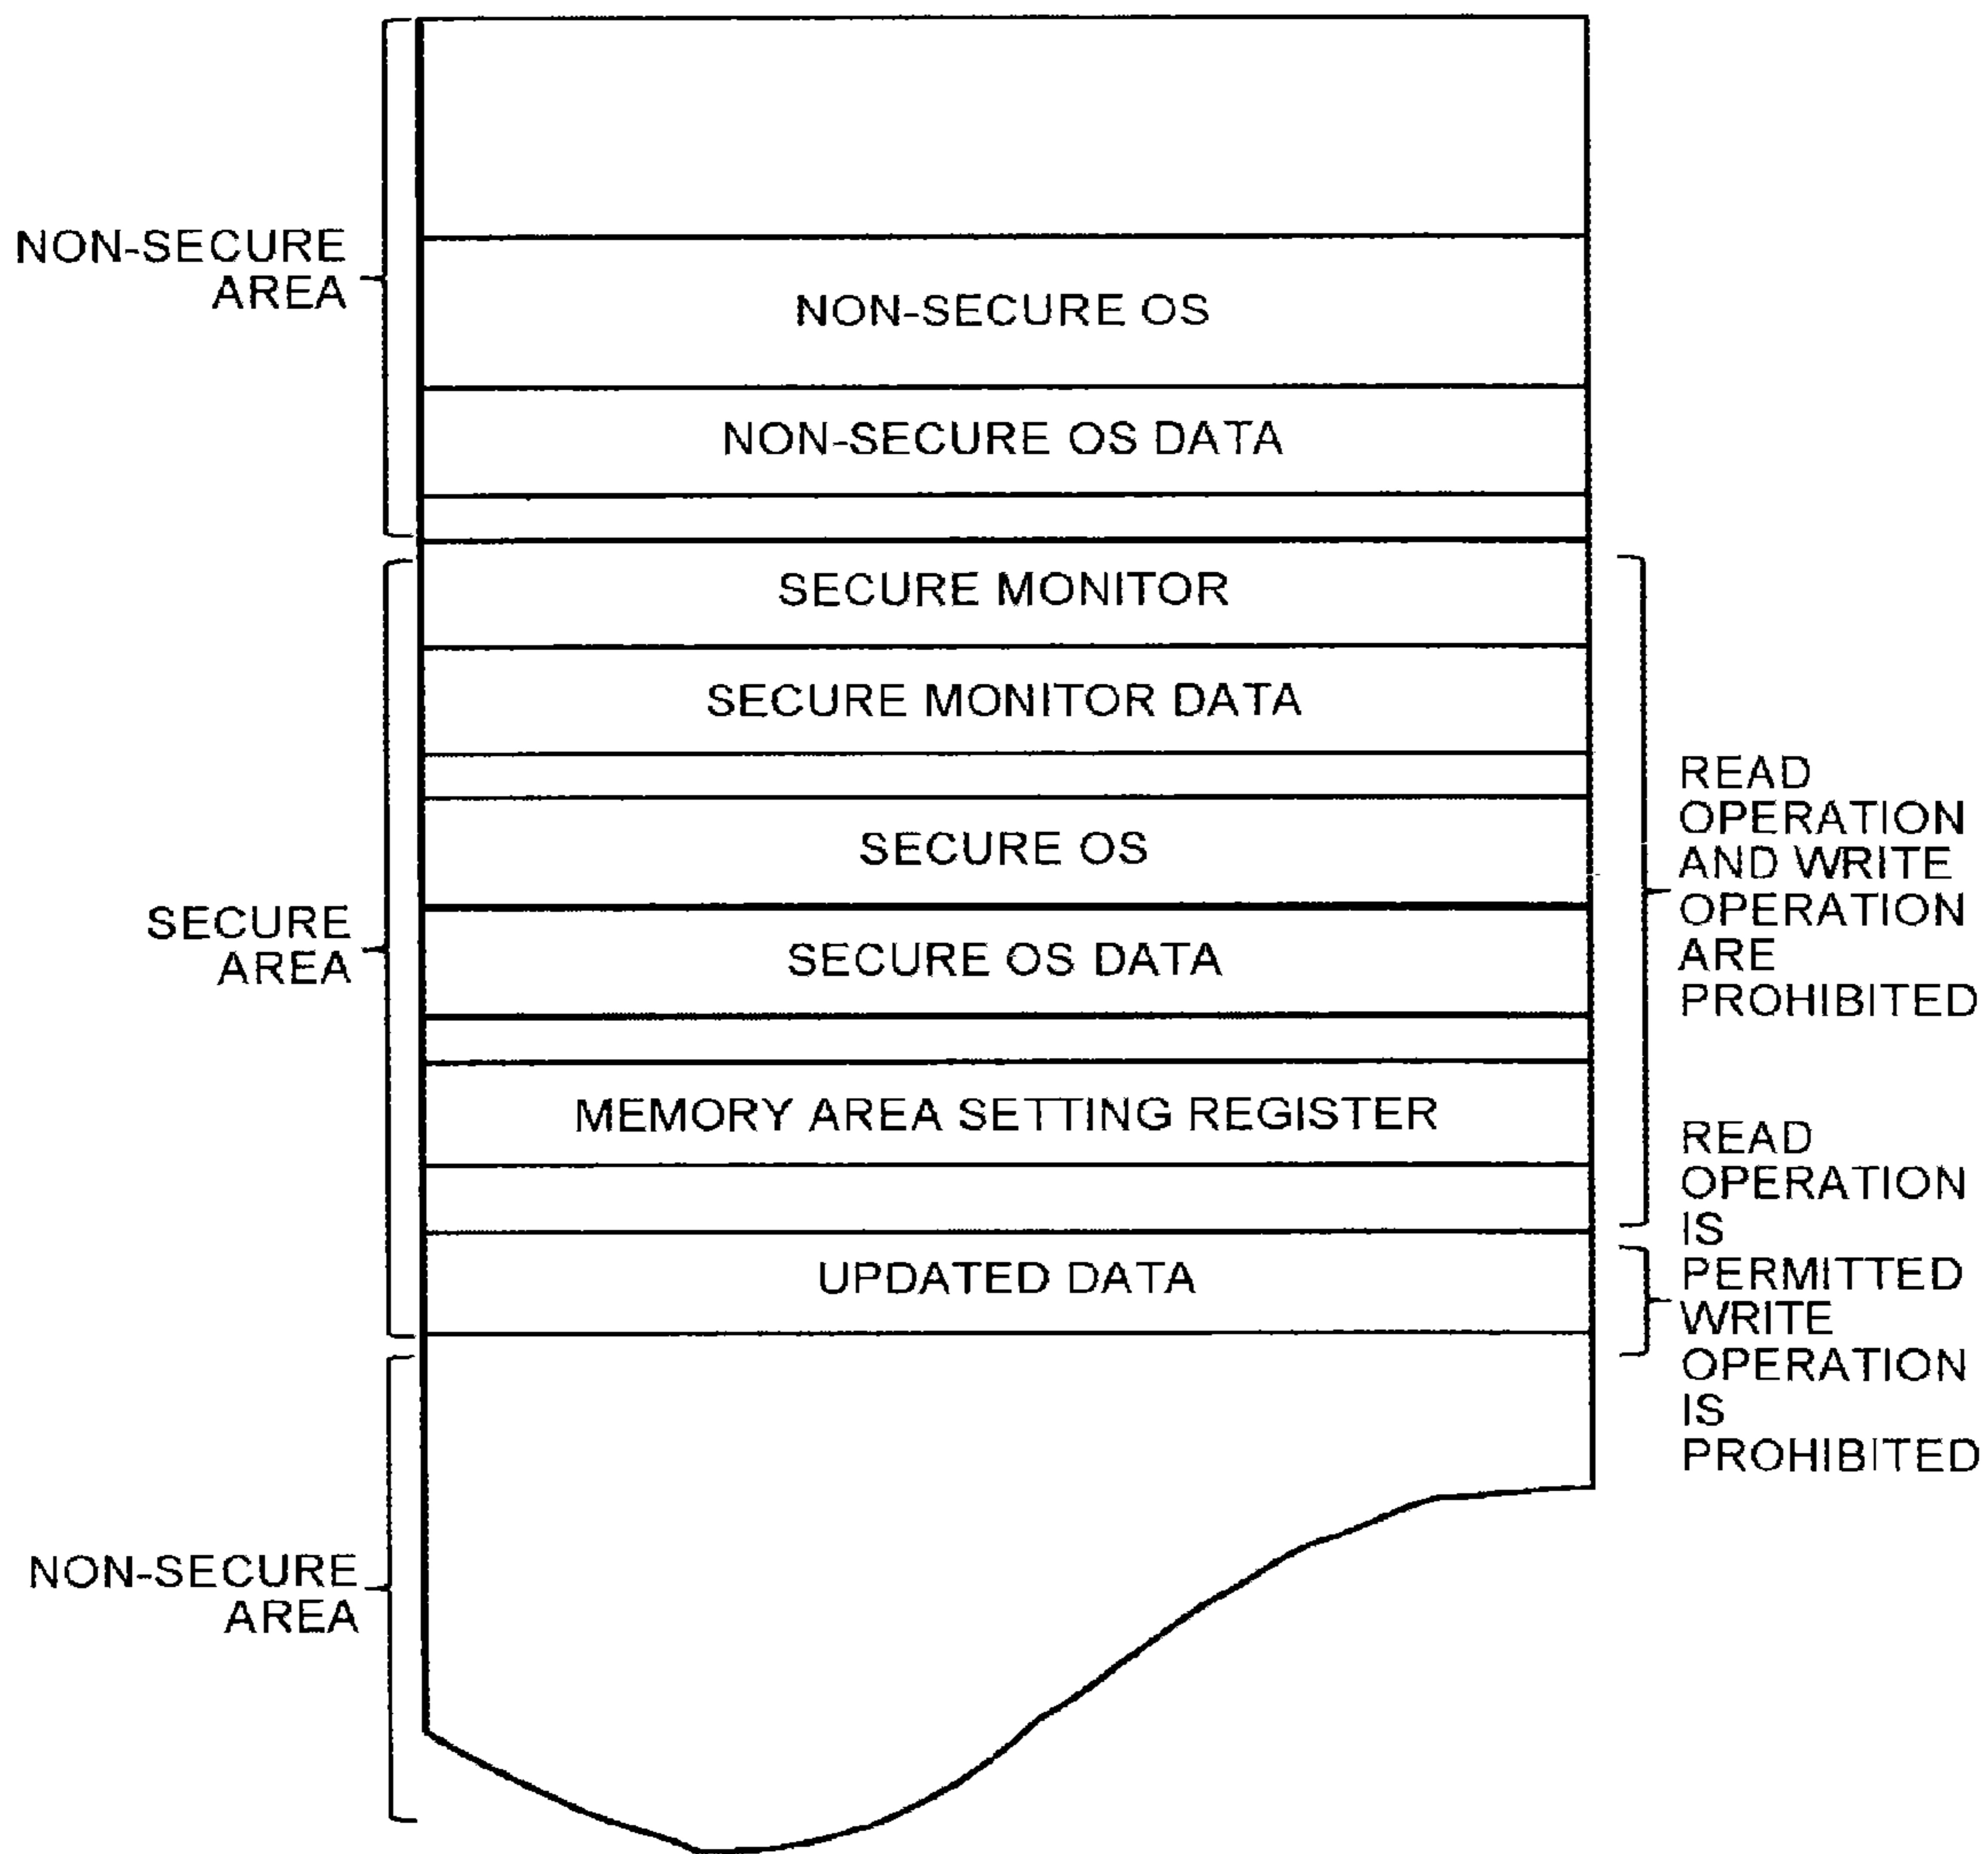 NON-SECURE
AREA
NON-SECURE OS
NON-SECURE OS DATA
SECURE MONITOR
SECURE MONITOR DATA
SECURE OS
SECURE OS DATA
MEMORY AREA SETTING REGISTER
UPDATED DATA
SECURE
AREA
READ
OPERATION
AND WRITE
OPERATION
ARE
PROHIBITED
READ
OPERATION
IS
PERMITTED
WRITE
OPERATION
IS
PROHIBITED
NON-SECURE
AREA